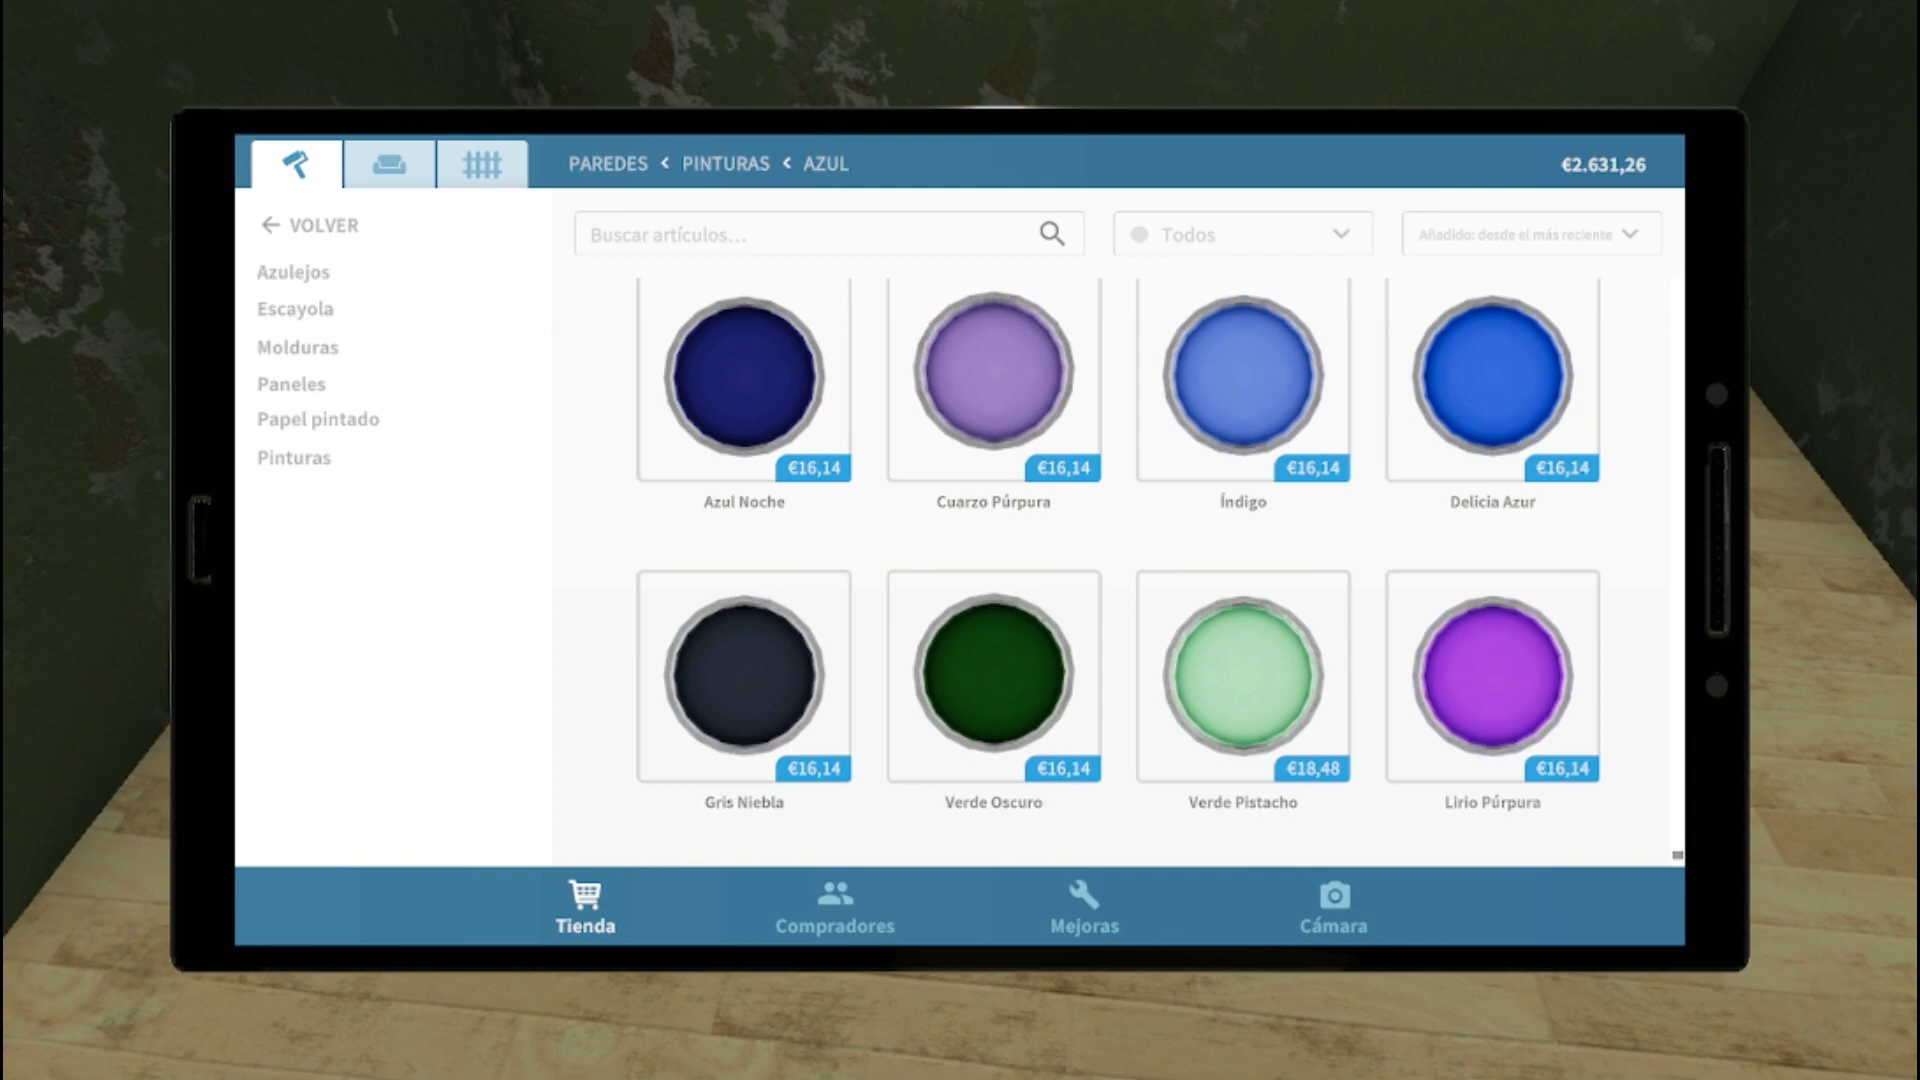 PAREDES < PINTURAS < AZUL
€2.631,26
VOLVER
Buscar artículos...
Todos
Añadido: desde el más reciente
Azulejos
Escayola
Molduras
Paneles
Papel pintado
Pinturas
€16,14
€16,14
€16,14
€16,14
Azul Noche
Cuarzo Púrpura
Índigo
Delicia Azur
€16,14
€16,14
€18,48
€16,14
Gris Niebla
Verde Oscuro
Verde Pistacho
Lirio Púrpura
Tienda
Compradores
Mejoras
Cámara